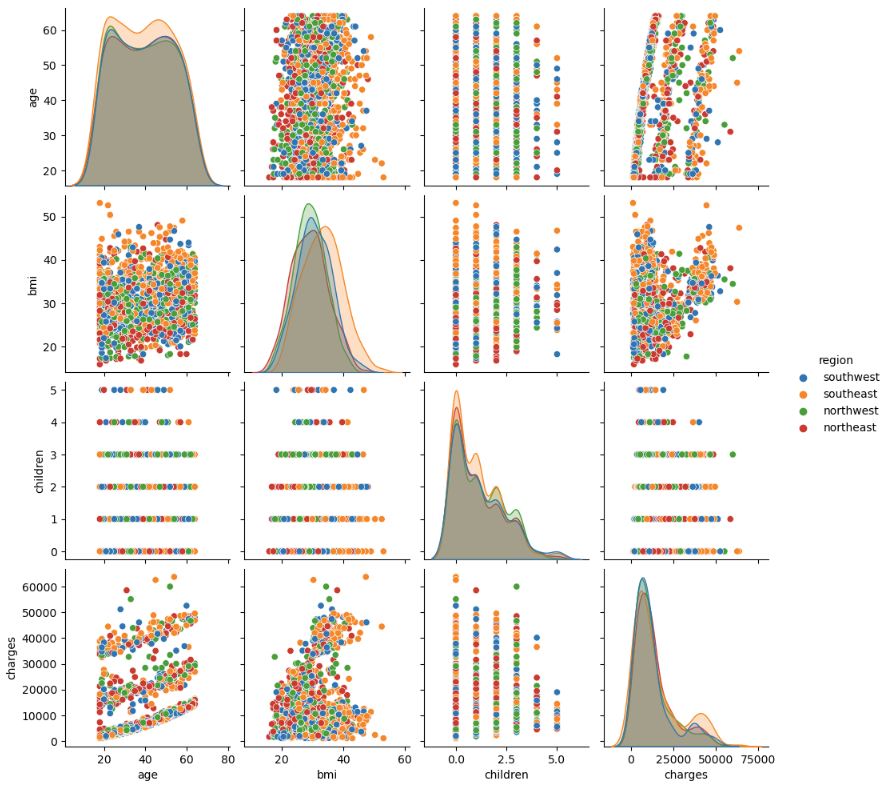 age
60
50
40
30
20
bmi
50
40
30
20
children
5
4
3
2
1
0
charges
60000
50000
40000
30000
20000
10000
0
20 40 60 80
age
20 40 60
bmi
0.0 2.5 5.0
children
0 25000 50000 75000
charges
region
southwest
southeast
northwest
northeast